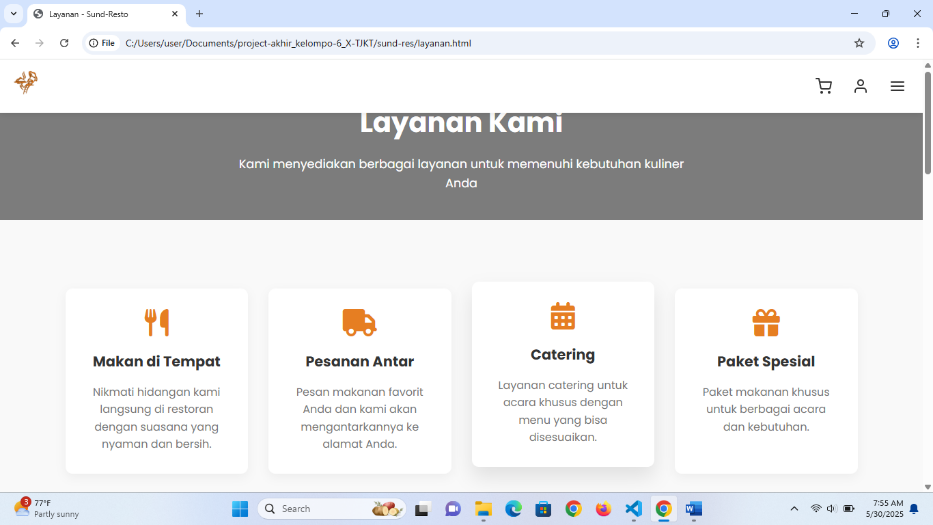 Layanan - Sund-Resto
File
C:/Users/user/Documents/project-akhir_kelompo-6_X-TJKT/sund-res/layanan.html
Layanan Kami
Kami menyediakan berbagai layanan untuk memenuhi kebutuhan kuliner
Anda
Makan di Tempat
Nikmati hidangan kami
langsung di restoran
dengan suasana yang
nyaman dan bersih.
Pesanan Antar
Pesan makanan favorit
Anda dan kami akan
mengantarkannya ke
alamat Anda.
Catering
Layanan catering untuk
acara khusus dengan
menu yang bisa
disesuaikan.
Paket Spesial
Paket makanan khusus
untuk berbagai acara
dan kebutuhan.
3
77°F
Partly sunny
Search
7:55 AM
5/30/2025